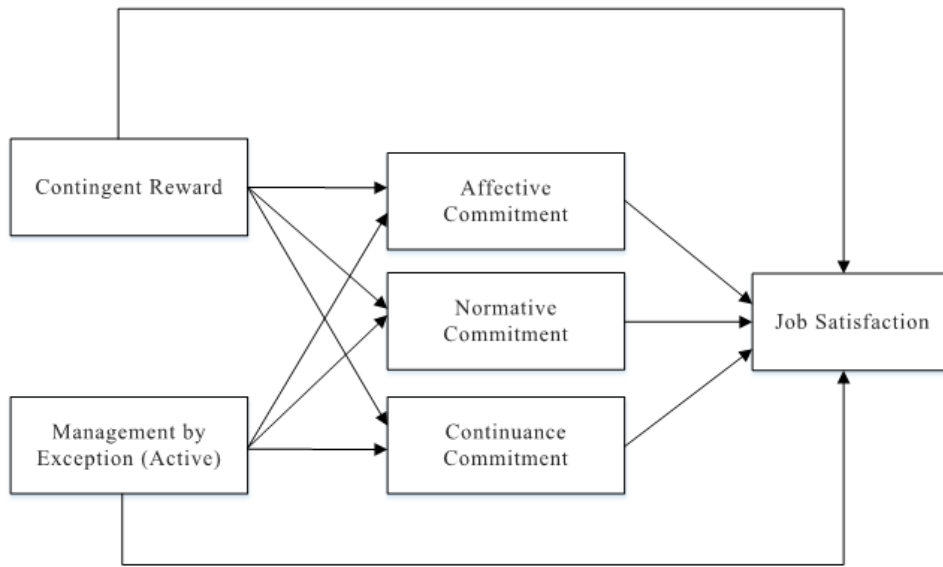 Contingent Reward
Affective
Commitment
Normative
Commitment
Job Satisfaction
Management by
Exception (Active)
Continuance
Commitment